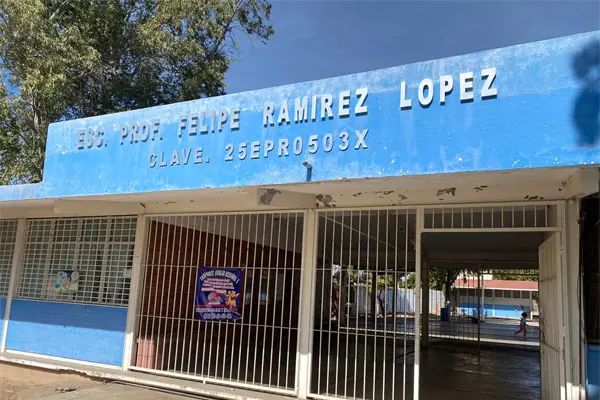 ESC. PROF. FELIPE RAMIREZ LOPEZ
CLAVE. 25EPR0503X